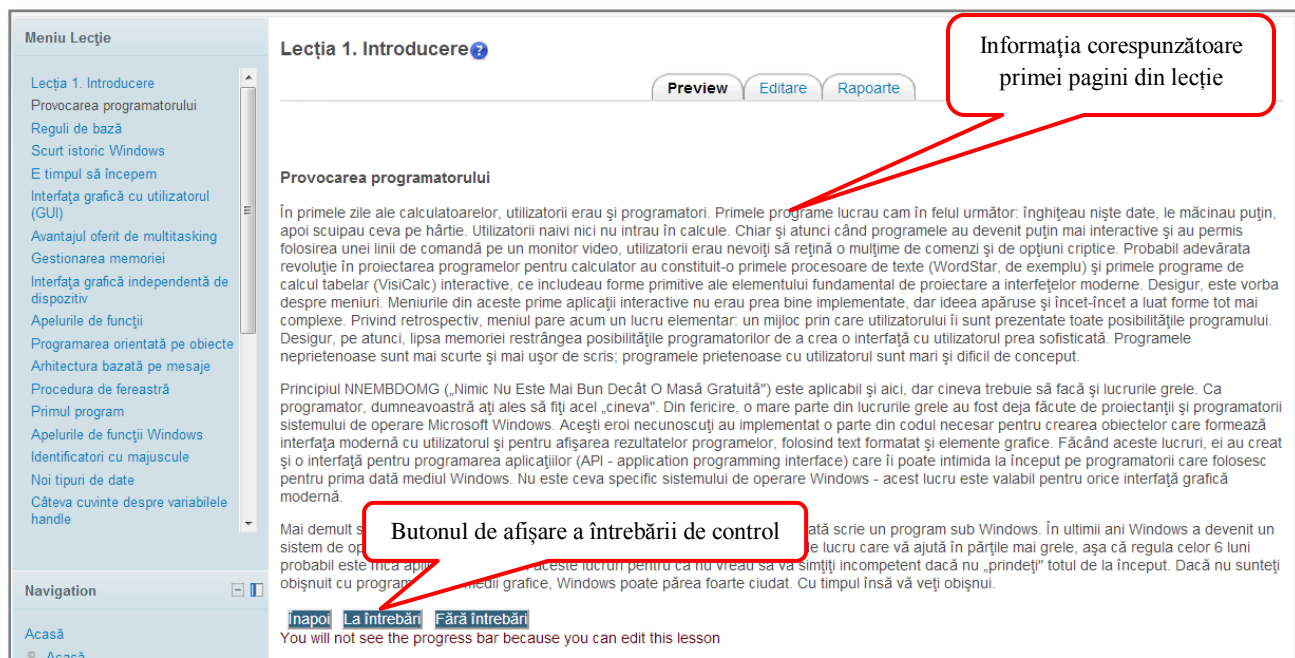 Meniu Lecţie
Lecția 1. Introducere
Provocarea programatorului
Reguli de bază
Scurt istoric Windows
E timpul să începem
Interfaţa grafică cu utilizatorul
(GUI)
Avantajul oferit de multitasking
Gestionarea memoriei
Interfaţa grafică independentă de
dispozitiv
Apelurile de funcţii
Programarea orientată pe obiecte
Arhitectura bazată pe mesaje
Procedura de fereastră
Primul program
Apelurile de funcţii Windows
Identificatori cu majuscule
Noi tipuri de date
Câteva cuvinte despre variabilele
handle
Navigation
Acasă
Acasă
Lecția 1. Introducere
Preview Editare Rapoarte
Informaţia corespunzătoare
primei pagini din lecție
Provocarea programatorului
În primele zile ale calculatoarelor, utilizatorii erau şi programatori. Primele programe lucrau cam în felul următor: înghiţeau nişte date, le măcinau puţin,
apoi scuipau ceva pe hârtie. Utilizatorii naivi nici nu intrau în calcule. Chiar şi atunci când programele au devenit puţin mai interactive şi au permis
folosirea unei linii de comandă pe un monitor video, utilizatorii erau nevoiţi să reţină o mulţime de comenzi şi de opţiuni criptice. Probabil adevărata
revoluţie în proiectarea programelor pentru calculator au constituit-o primele procesoare de texte (WordStar, de exemplu) şi primele programe de
calcul tabelar (VisiCalc) interactive, ce includeau forme primitive ale elementului fundamental de proiectare a interfeţelor moderne. Desigur, este vorba
despre meniuri. Meniurile din aceste prime aplicaţii interactive nu erau prea bine implementate, dar ideea apăruse şi încet-încet a luat forme tot mai
complexe. Privind retrospectiv, meniul pare acum un lucru elementar: un mijloc prin care utilizatorului îi sunt prezentate toate posibilităţile programului.
Desigur, pe atunci, lipsa memoriei restrângea posibilităţile programatorilor de a crea o interfaţă cu utilizatorul prea sofisticată. Programele
neprietenoase sunt mai scurte şi mai uşor de scris; programele prietenoase cu utilizatorul sunt mari şi dificil de conceput.
Principiul NNEMBDOMG („Nimic Nu Este Mai Bun Decât O Masă Gratuită") este aplicabil şi aici, dar cineva trebuie să facă şi lucrurile grele. Ca
programator, dumneavoastră aţi ales să fiţi acel „cineva". Din fericire, o mare parte din lucrurile grele au fost deja făcute de proiectanţii şi programatorii
sistemului de operare Microsoft Windows. Aceşti eroi necunoscuţi au implementat o parte din codul necesar pentru crearea obiectelor care formează
interfaţa modernă cu utilizatorul şi pentru afişarea rezultatelor programelor, folosind text formatat şi elemente grafice. Făcând aceste lucruri, ei au creat
şi o interfaţă pentru programarea aplicaţiilor (API - application programming interface) care îi poate intimida la început pe programatorii care folosesc
pentru prima dată mediul Windows. Nu este ceva specific sistemului de operare Windows - acest lucru este valabil pentru orice interfaţă grafică
modernă.
Butonul de afișare a întrebării de control
Mai demult ată scrie un program sub Windows. În ultimii ani Windows a devenit un
sistem de de lucru care vă ajută în părţile mai grele, aşa că regula celor 6 luni
probabil este încă aceste lucruri pentru că nu vreau să vă simţiţi incompetent dacă nu „prindeţi" totul de la început. Dacă nu sunteţi
obişnuit cu medii grafice, Windows poate părea foarte ciudat. Cu timpul însă vă veţi obişnui.
Înapoi La întrebări Fără întrebări
You will not see the progress bar because you can edit this lesson